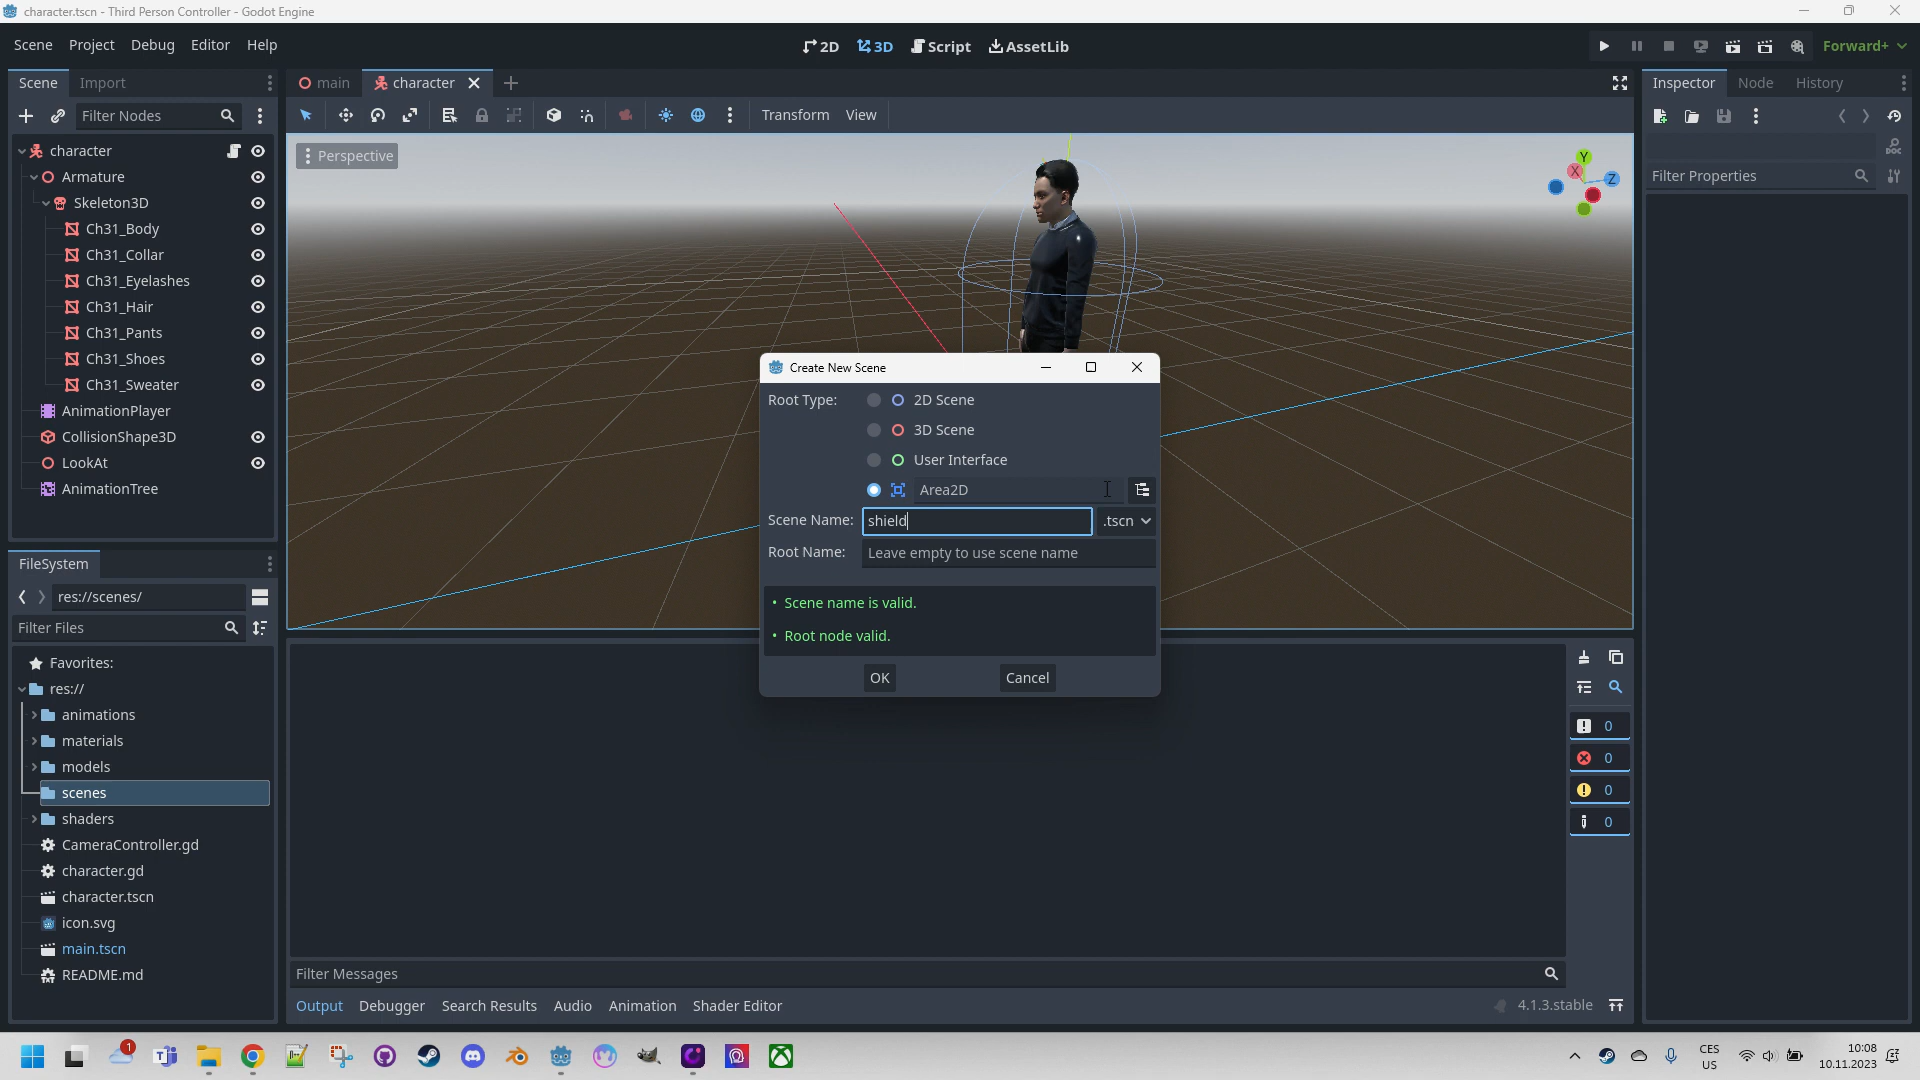 character.tscn - Third Person Controller - Godot Engine
Scene Project Debug Editor Help
2D 3D Script AssetLib
Forward+
Scene Import
main character
Inspector Node History
Filter Nodes
Transform View
character
Armature
Skeleton3D
Ch31_Body
Ch31_Collar
Ch31_Eyelashes
Ch31_Hair
Ch31_Pants
Ch31_Shoes
Ch31_Sweater
AnimationPlayer
CollisionShape3D
LookAt
AnimationTree
Perspective
Y
X
Z
DOC
Filter Properties
Create New Scene
Root Type:
2D Scene
3D Scene
User Interface
Area2D
Scene Name: shield .tscn
Root Name: Leave empty to use scene name
• Scene name is valid.
• Root node valid.
OK Cancel
FileSystem
res://scenes/
Filter Files
Favorites:
res://
animations
materials
models
scenes
shaders
CameraController.gd
character.gd
character.tscn
icon.svg
main.tscn
README.md
0
0
0
0
Filter Messages
Output Debugger Search Results Audio Animation Shader Editor
4.1.3.stable
1
CES
US
10:08
10.11.2023